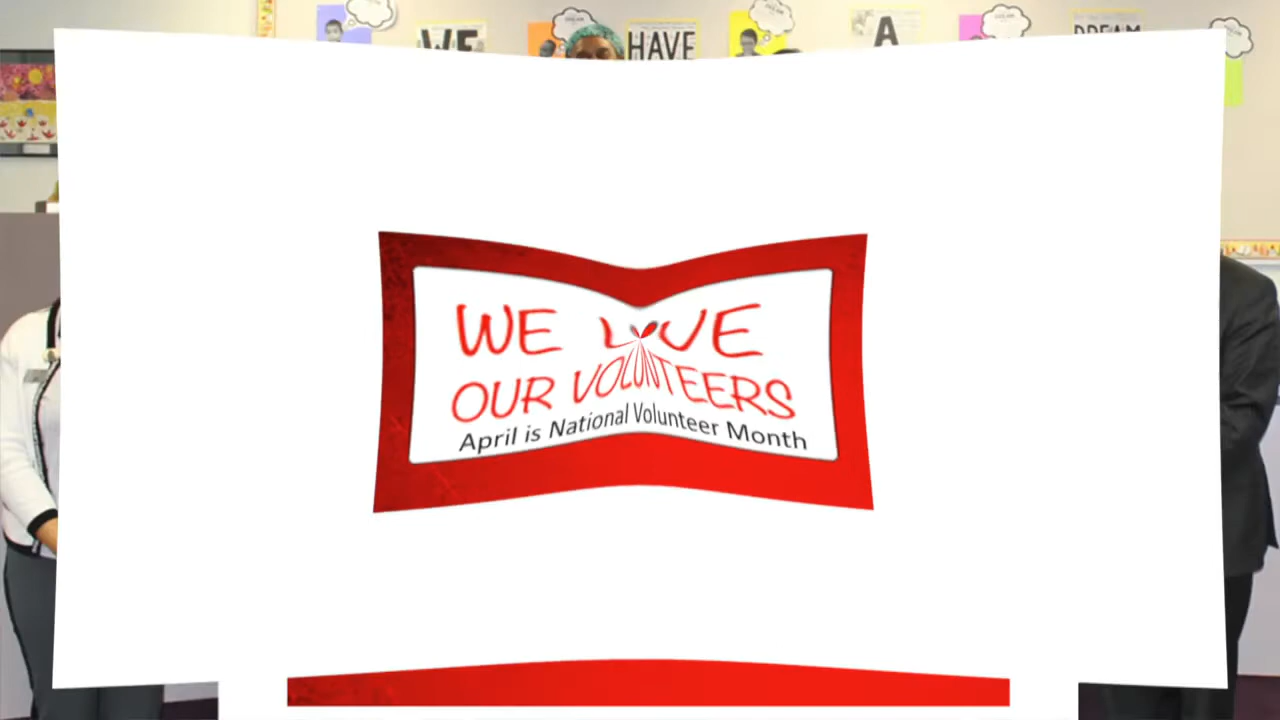 WE HAVE A DREAM
WE LOVE
OUR VOLUNTEERS
April is National Volunteer Month